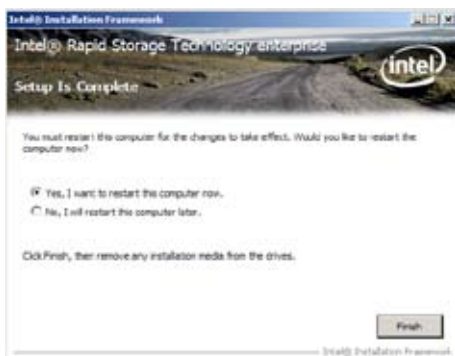 Intel® Installation Framework
Intel® Rapid Storage Technology enterprise
intel
Setup Is Complete
You must restart this computer for the changes to take effect. Would you like to restart the
computer now?
Yes, I want to restart this computer now.
No, I will restart this computer later.
Click Finish, then remove any installation media from the drives.
Finish
Intel® Installation Framework